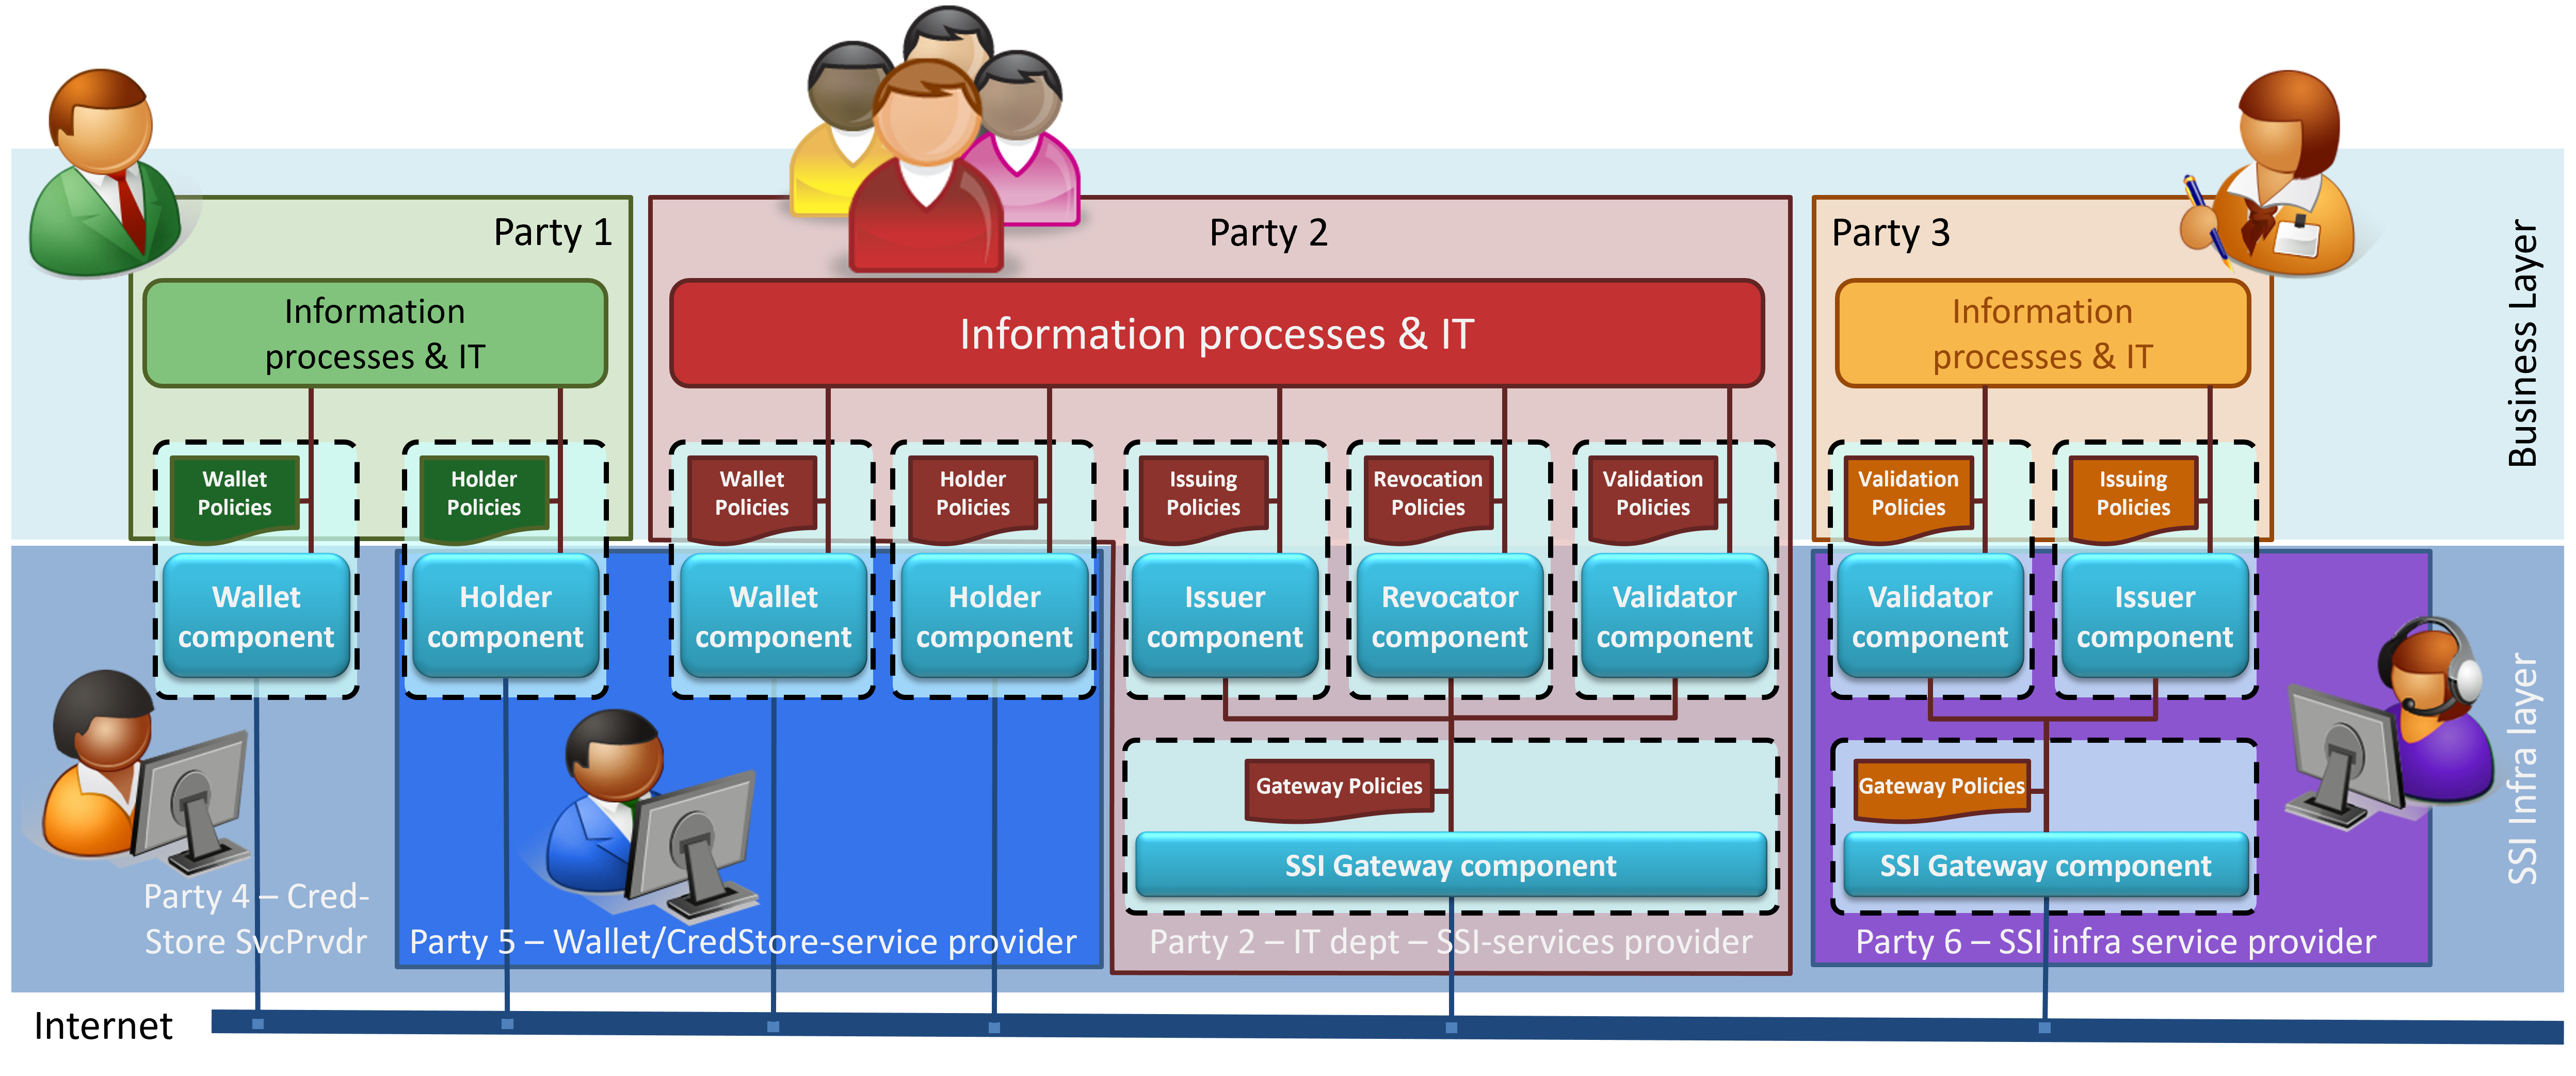 Party 1
Party 2
Party 3
Business Layer
Information
processes & IT
Information processes & IT
Information
processes & IT
Wallet
Policies
Holder
Policies
Wallet
Policies
Holder
Policies
Issuing
Policies
Revocation
Policies
Validation
Policies
Validation
Policies
Issuing
Policies
Wallet
component
Holder
component
Wallet
component
Holder
component
Issuer
component
Revocator
component
Validator
component
Validator
component
Issuer
component
SSI Infra layer
Gateway Policies
Gateway Policies
SSI Gateway component
SSI Gateway component
Party 4 – Cred-
Store SvcPrvdr
Party 5 – Wallet/CredStore-service provider
Party 2 – IT dept – SSI-services provider
Party 6 – SSI infra service provider
Internet